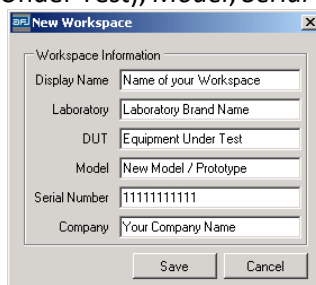 Under Test), Model, Serial
AFJ New Workspace X
Workspace Information
Display Name Name of your Workspace
Laboratory Laboratory Brand Name
DUT Equipment Under Test
Model New Model / Prototype
Serial Number 11111111111
Company Your Company Name
Save Cancel